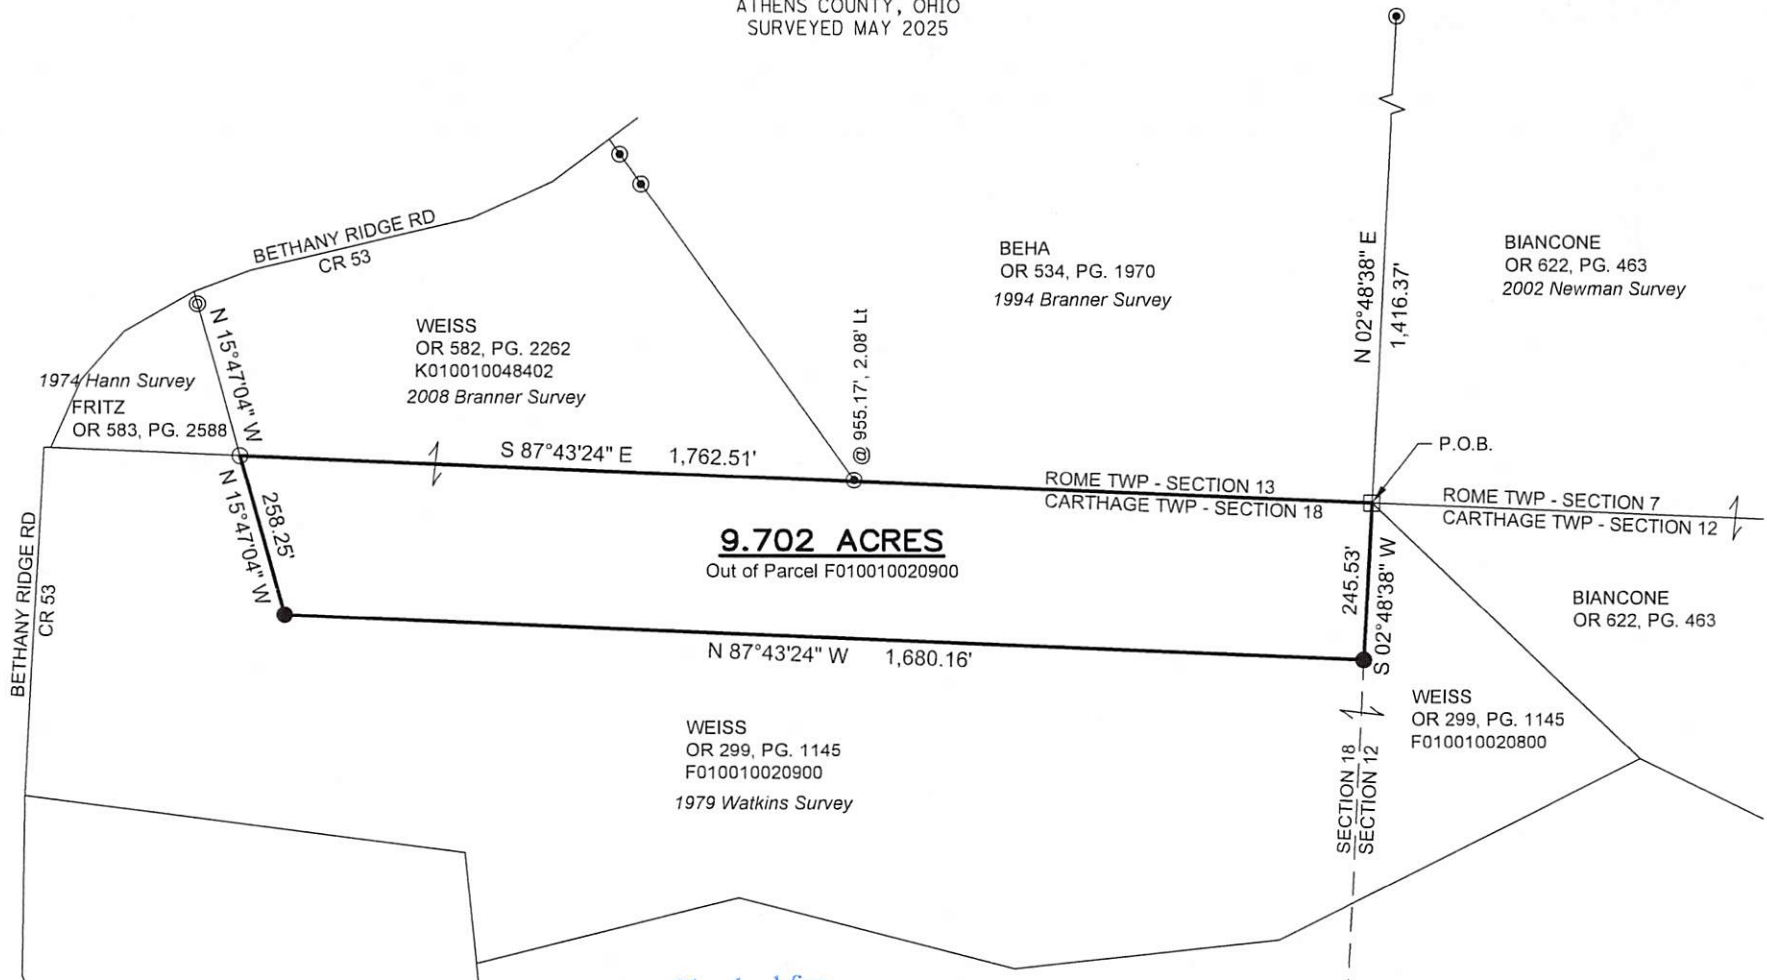 ATHENS COUNTY, OHIO
SURVEYED MAY 2025
BETHANY RIDGE RD
CR 53
N 15°47'04" W
WEISS
OR 582, PG. 2262
K010010048402
2008 Branner Survey
BEHA
OR 534, PG. 1970
1994 Branner Survey
N 02°48'38" E
1,416.37'
BIANCONE
OR 622, PG. 463
2002 Newman Survey
1974 Hann Survey
FRITZ
OR 583, PG. 2588
@ 955.17', 2.08' Lt
S 87°43'24" E 1,762.51'
P.O.B.
ROME TWP - SECTION 13
CARTHAGE TWP - SECTION 18
ROME TWP - SECTION 7
CARTHAGE TWP - SECTION 12
N 15°47'04" W
258.25'
9.702 ACRES
Out of Parcel F010010020900
245.53'
S 02°48'38" W
BETHANY RIDGE RD
CR 53
BIANCONE
OR 622, PG. 463
N 87°43'24" W 1,680.16'
WEISS
OR 299, PG. 1145
F010010020900
1979 Watkins Survey
WEISS
OR 299, PG. 1145
F010010020800
SECTION 18
SECTION 12